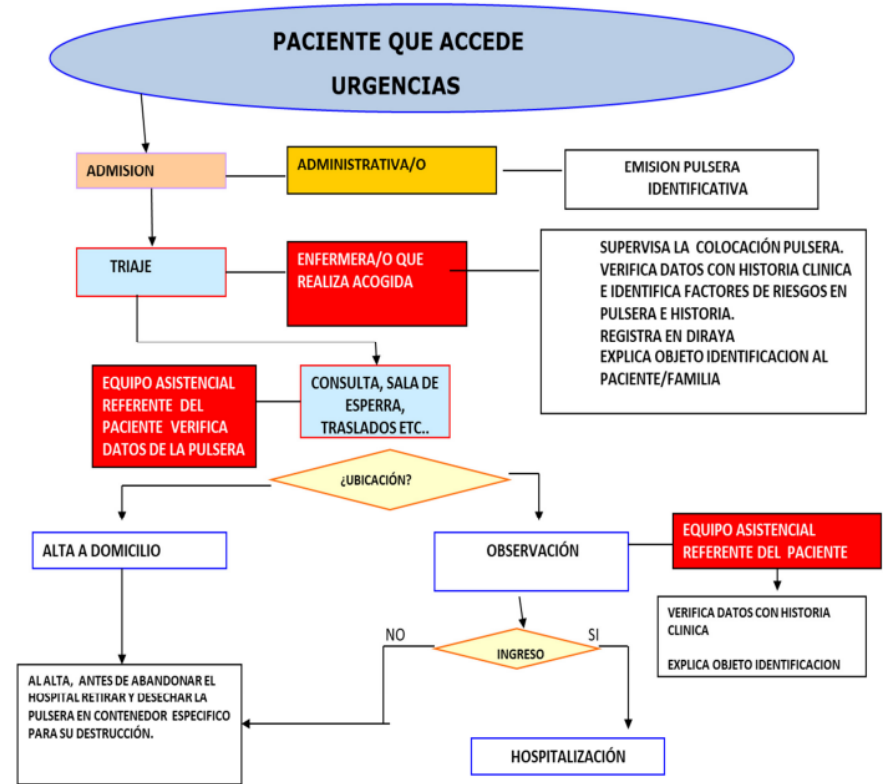 PACIENTE QUE ACCEDE
URGENCIAS
ADMISION
ADMINISTRATIVA/O
EMISION PULSERA
IDENTIFICATIVA
TRIAJE
ENFERMERA/O QUE
REALIZA ACOGIDA
SUPERVISA LA COLOCACIÓN PULSERA.
VERIFICA DATOS CON HISTORIA CLINICA
E IDENTIFICA FACTORES DE RIESGOS EN
PULSERA E HISTORIA.
REGISTRA EN DIRAYA
EXPLICA OBJETO IDENTIFICACION AL
PACIENTE/FAMILIA
EQUIPO ASISTENCIAL
REFERENTE DEL
PACIENTE VERIFICA
DATOS DE LA PULSERA
CONSULTA, SALA DE
ESPERRA,
TRASLADOS ETC..
¿UBICACIÓN?
ALTA A DOMICILIO
OBSERVACIÓN
EQUIPO ASISTENCIAL
REFERENTE DEL PACIENTE
VERIFICA DATOS CON HISTORIA
CLINICA
EXPLICA OBJETO IDENTIFICACION
NO
SI
INGRESO
AL ALTA, ANTES DE ABANDONAR EL
HOSPITAL RETIRAR Y DESECHAR LA
PULSERA EN CONTENEDOR ESPECIFICO
PARA SU DESTRUCCIÓN.
HOSPITALIZACIÓN